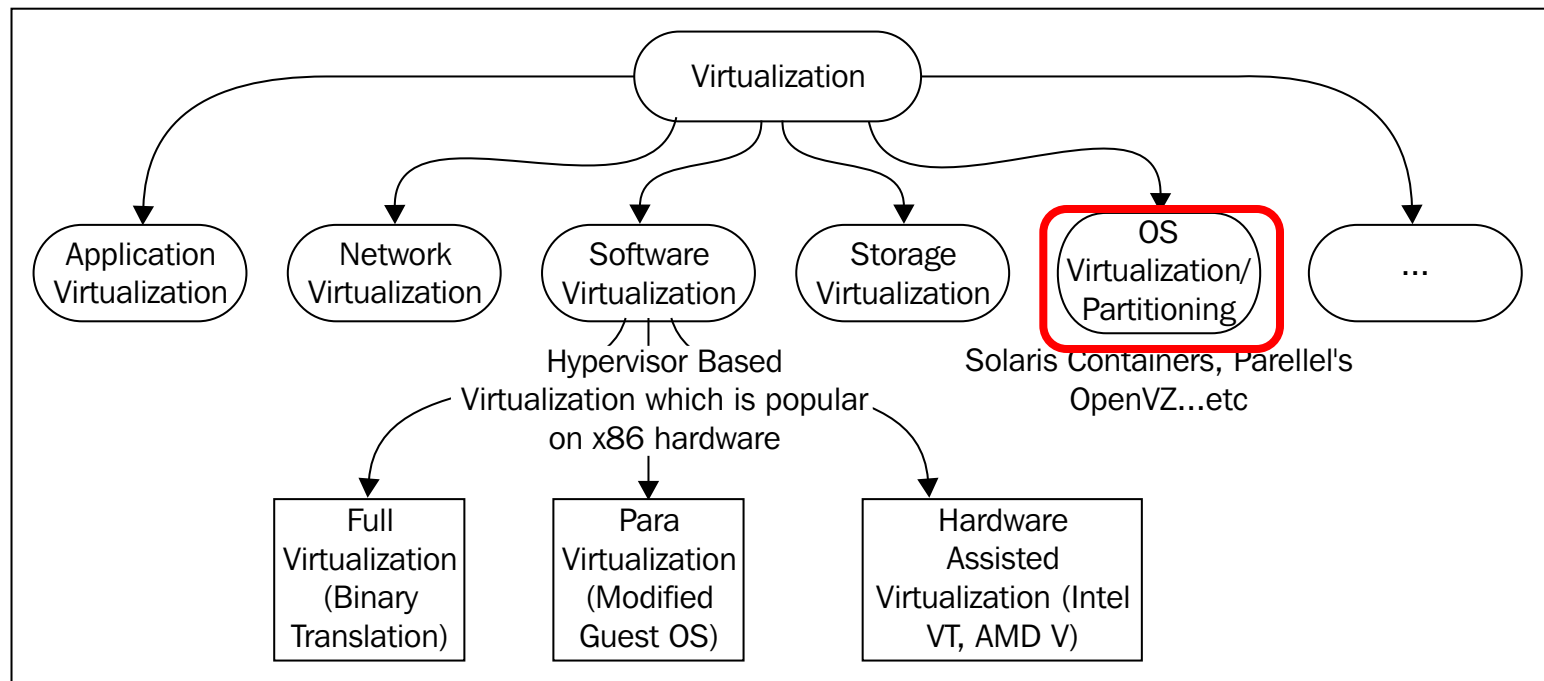 Virtualization
Application
Virtualization
Network
Virtualization
Software
Virtualization
Storage
Virtualization
OS
Virtualization/
Partitioning
...
Hypervisor Based
Virtualization which is popular
on x86 hardware
Solaris Containers, Parellel's
OpenVZ...etc
Full
Virtualization
(Binary
Translation)
Para
Virtualization
(Modified
Guest OS)
Hardware
Assisted
Virtualization (Intel
VT, AMD V)